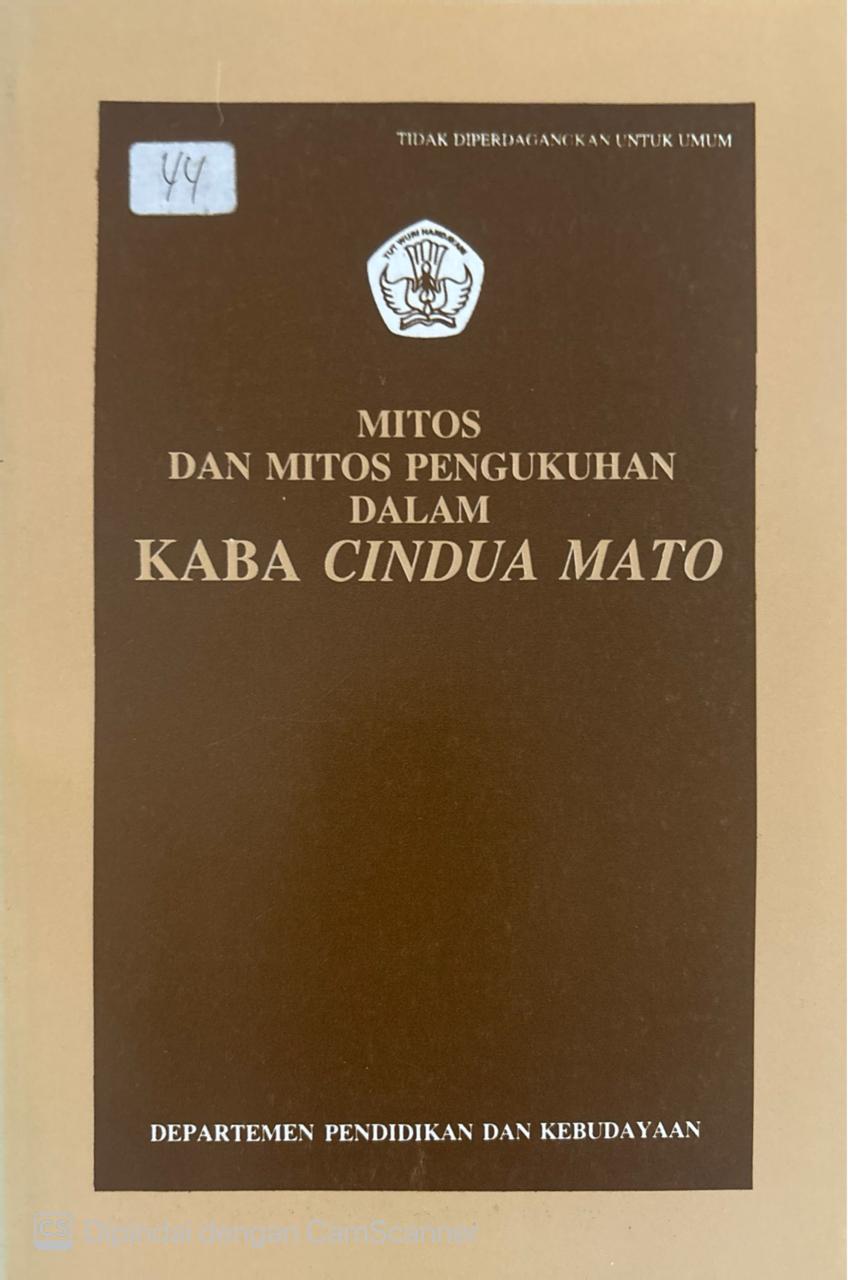 TIDAK DIPERDAGANGKAN UNTUK UMUM
44
TUT WURI HANDAYANI
MITOS
DAN MITOS PENGUKUHAN
DALAM
KABA CINDUA MATO
DEPARTEMEN PENDIDIKAN DAN KEBUDAYAAN
CS Dipindai dengan CamScanner